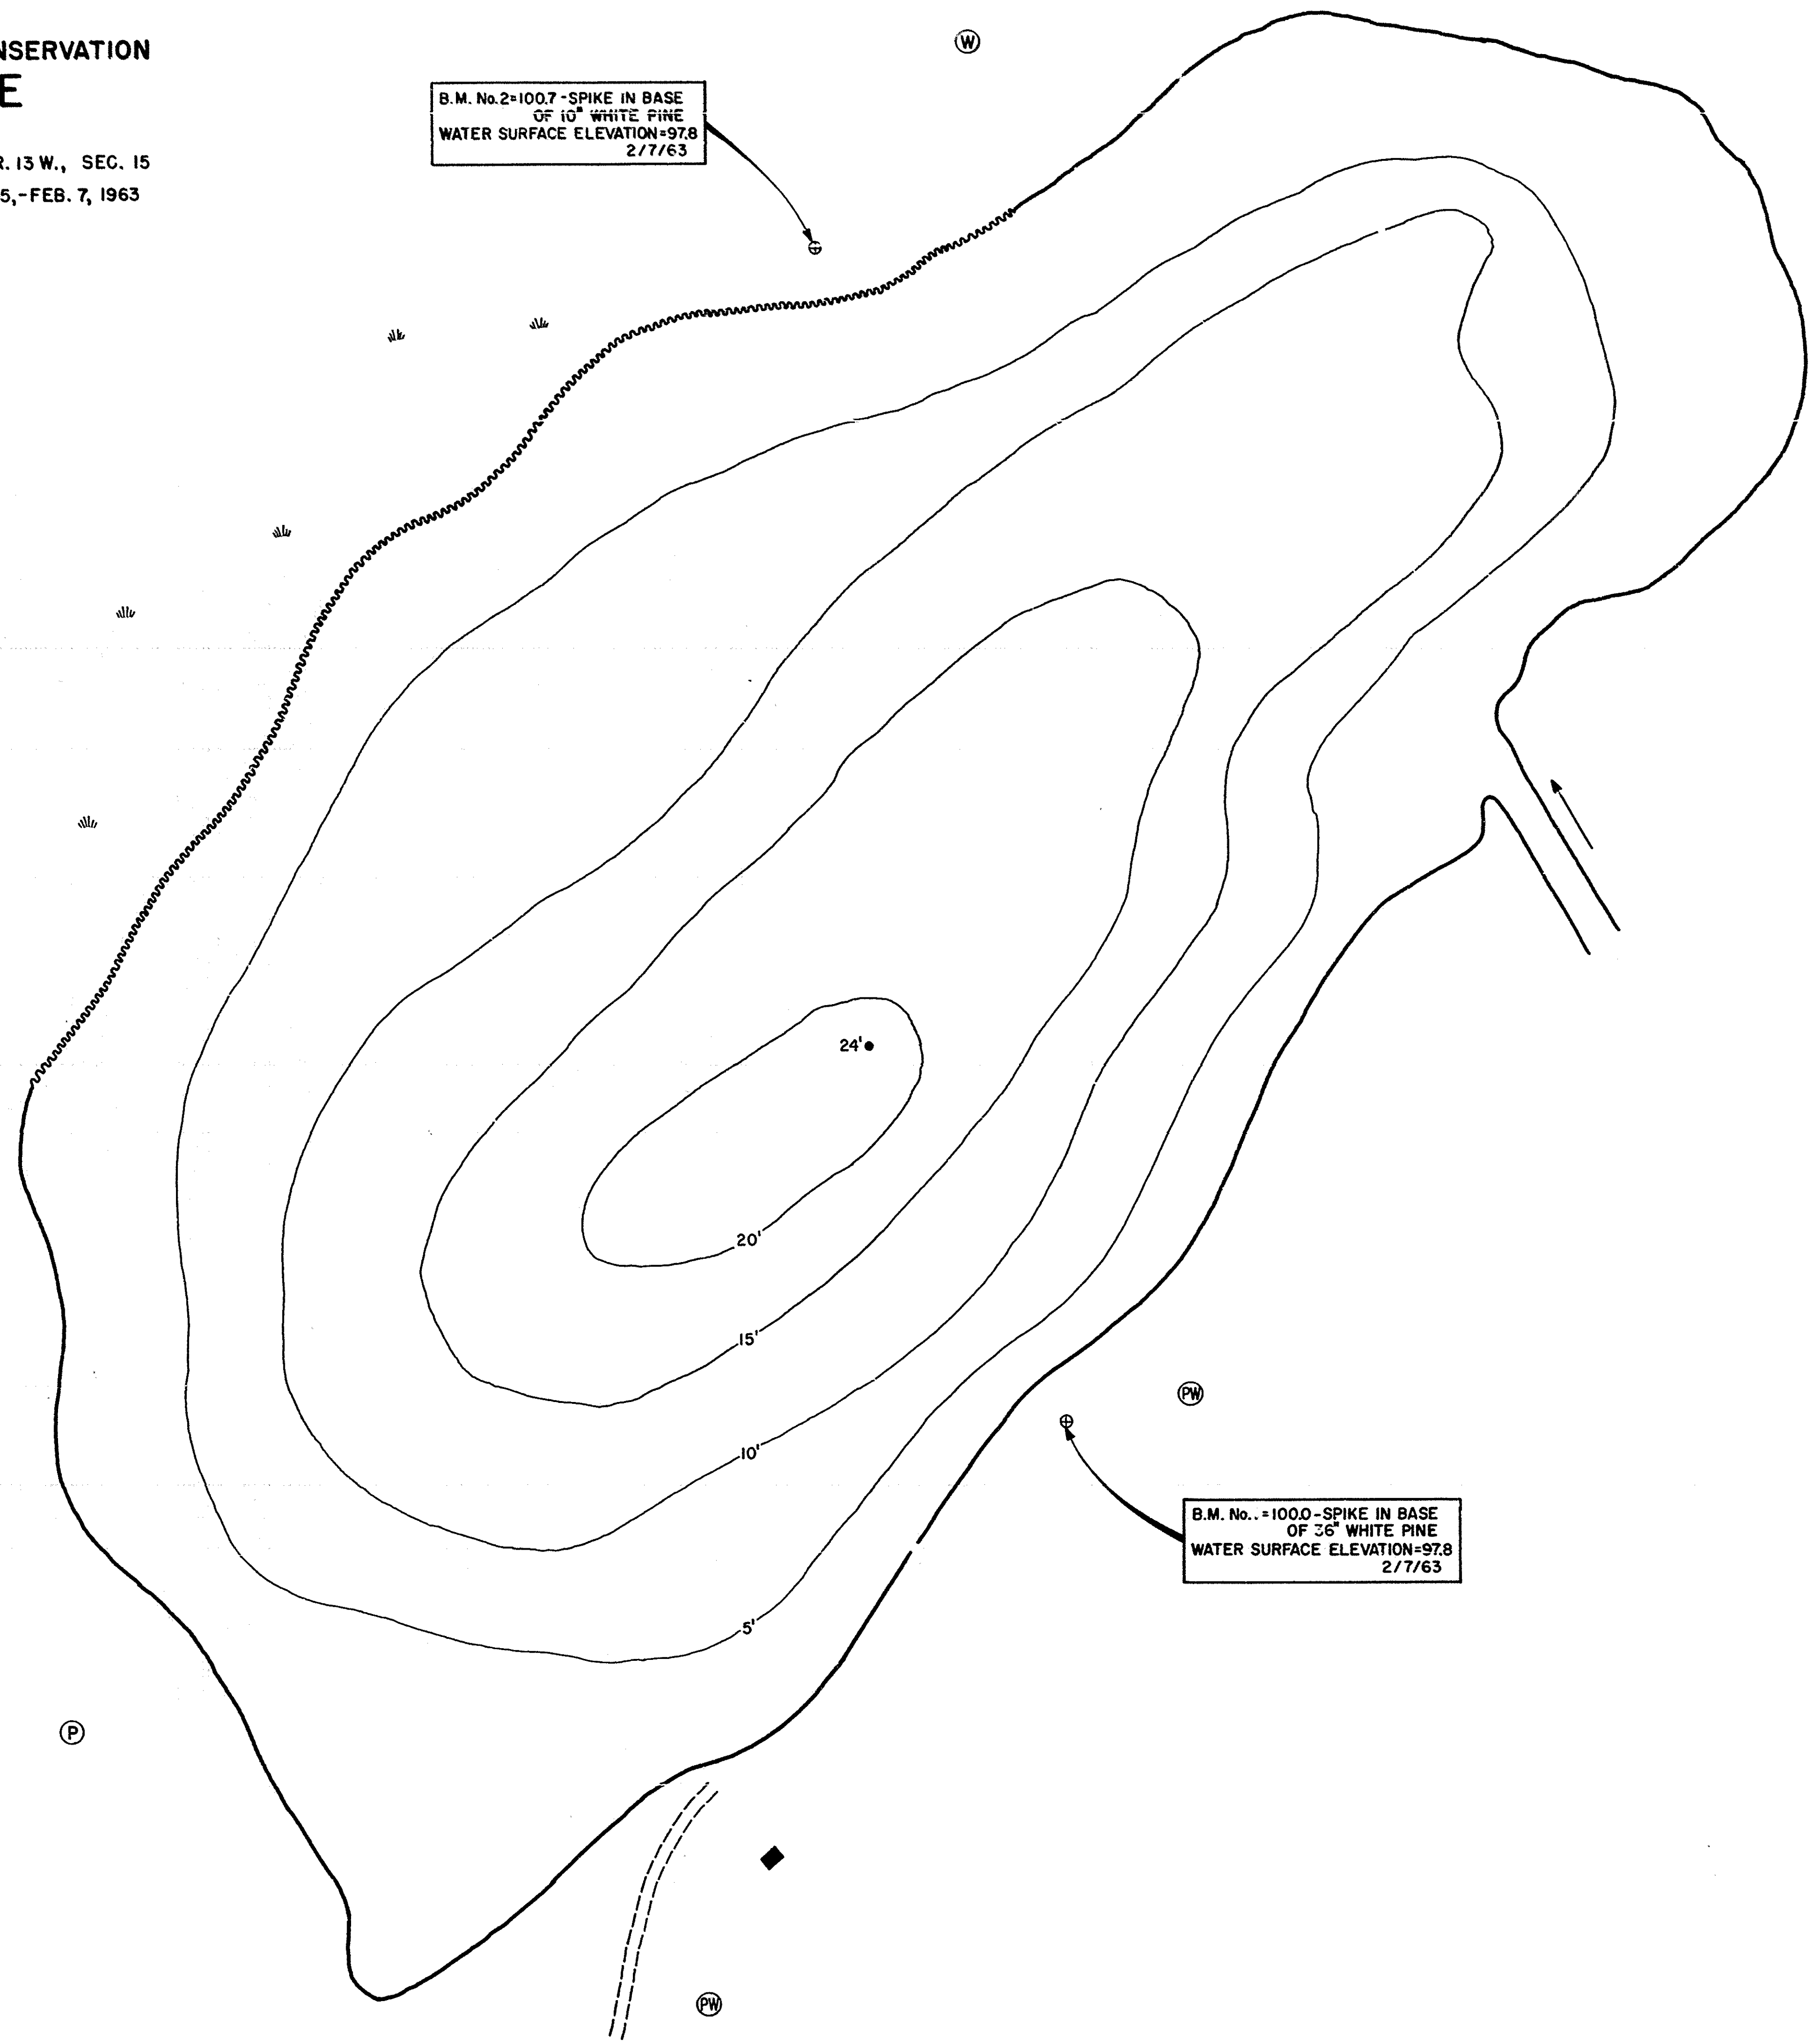 NSERVATION
E
R. 13 W., SEC. 15
5,-FEB. 7, 1963
W
B.M. No.2=100.7-SPIKE IN BASE
OF 10" WHITE PINE
WATER SURFACE ELEVATION=97.8
2/7/63
24'
20'
15'
10'
5'
PW
B.M. No..=100.0-SPIKE IN BASE
OF 36" WHITE PINE
WATER SURFACE ELEVATION=97.8
2/7/63
P
PW